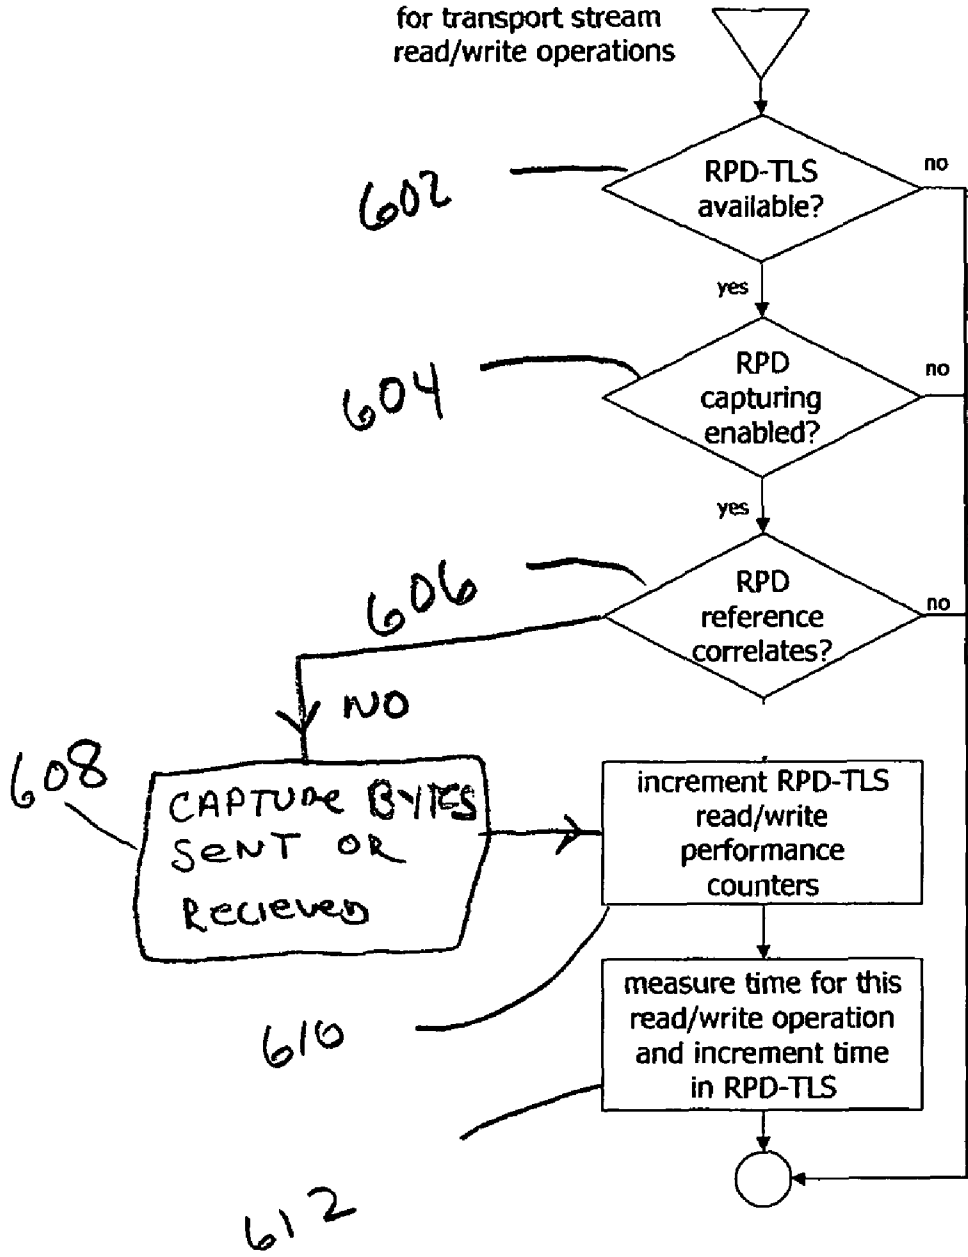 for transport stream
read/write operations
RPD-TLS
available?
no
602
yes
RPD
capturing
enabled?
no
604
yes
RPD
reference
correlates?
no
606
NO
608
CAPTURE BYTES
SENT OR
RECIEVED
increment RPD-TLS
read/write
performance
counters
610
measure time for this
read/write operation
and increment time
in RPD-TLS
612